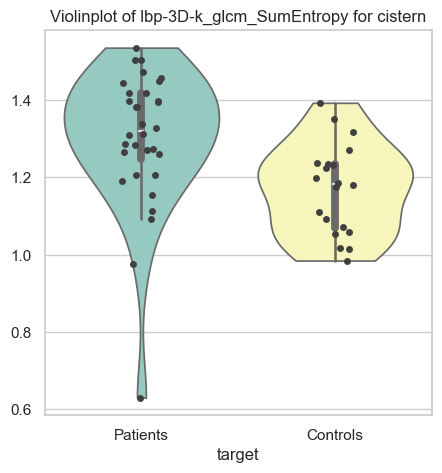 Violinplot of lbp-3D-k_glcm_SumEntropy for cistern
1.4
1.2
1.0
0.8
0.6
Patients
Controls
target